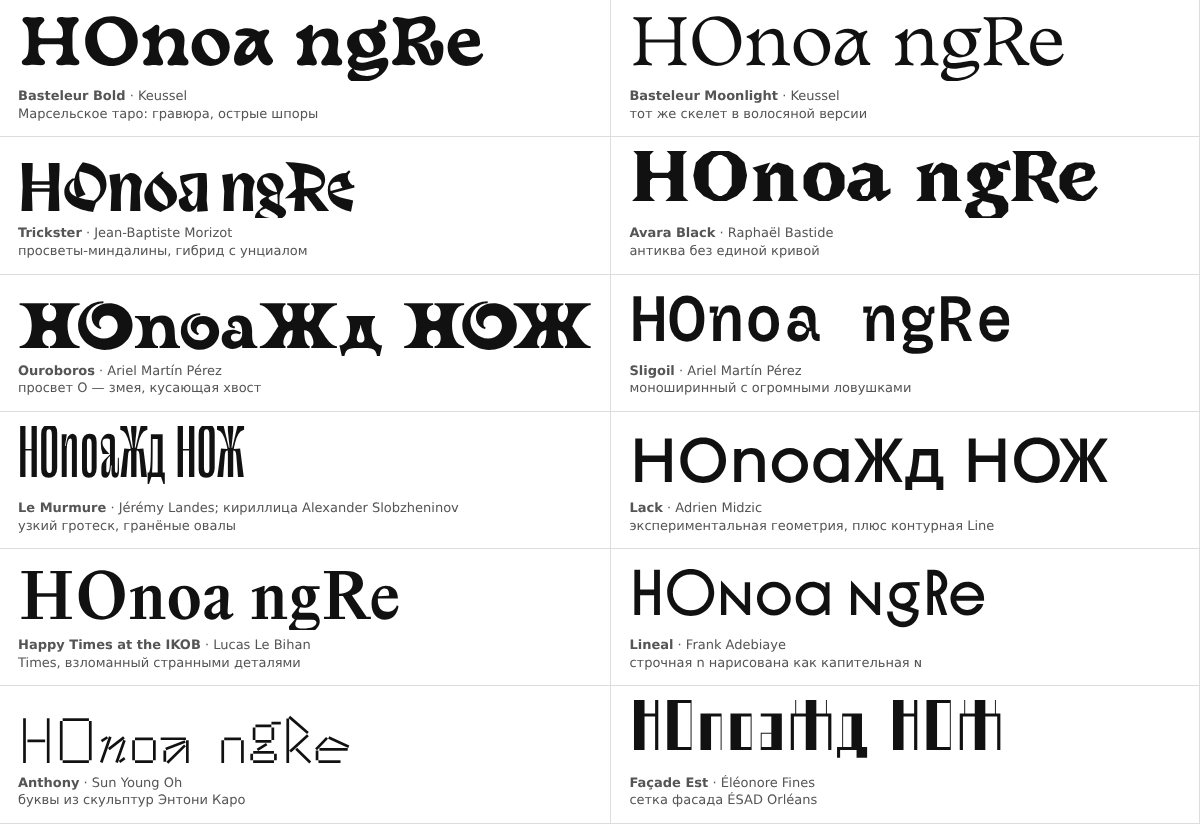 HOnoa ngRe
Basteleur Bold · Keussel
Марсельское таро: гравюра, острые шпоры
HOnoa ngRe
Basteleur Moonlight · Keussel
тот же скелет в волосяной версии
HOnoa ngRe
Trickster · Jean-Baptiste Morizot
просветы-миндалины, гибрид с унциалом
HOnoa ngRe
Avara Black · Raphaël Bastide
антиква без единой кривой
HOnoaЖд НОЖ
Ouroboros · Ariel Martín Pérez
просвет О — змея, кусающая хвост
HOnoa ngRe
Sligoil · Ariel Martín Pérez
моноширинный с огромными ловушками
HOnoaЖд НОЖ
Le Murmure · Jérémy Landes; кириллица Alexander Slobzheninov
узкий гротеск, гранёные овалы
HOnoaЖд НОЖ
Lack · Adrien Midzic
экспериментальная геометрия, плюс контурная Line
HOnoa ngRe
Happy Times at the IKOB · Lucas Le Bihan
Times, взломанный странными деталями
HOnoa ngRe
Lineal · Frank Adebiaye
строчная n нарисована как капительная ɴ
HOnoa ngRe
Anthony · Sun Young Oh
буквы из скульптур Энтони Каро
HOnoaЖд НОЖ
Façade Est · Éléonore Fines
сетка фасада ÉSAD Orléans